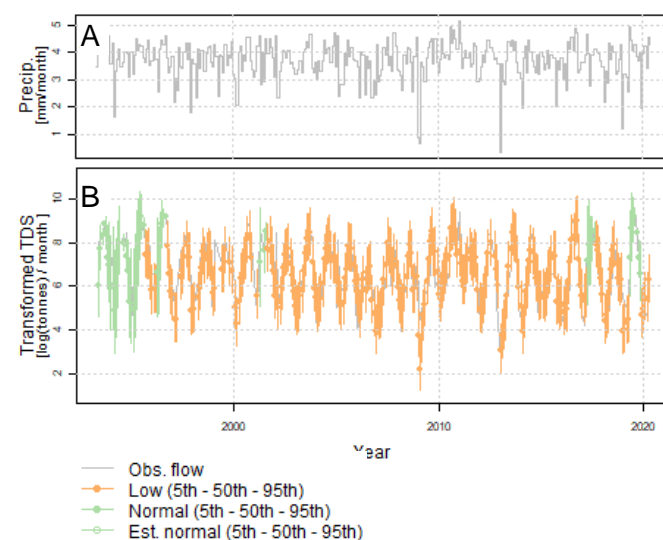 A
Precip.
[mm/month]
5
4
3
2
1
B
Transformed TDS
[log(tonnes) / month]
10
8
6
4
2
2000 2010 2020
Year
Obs. flow
Low (5th - 50th - 95th)
Normal (5th - 50th - 95th)
Est. normal (5th - 50th - 95th)